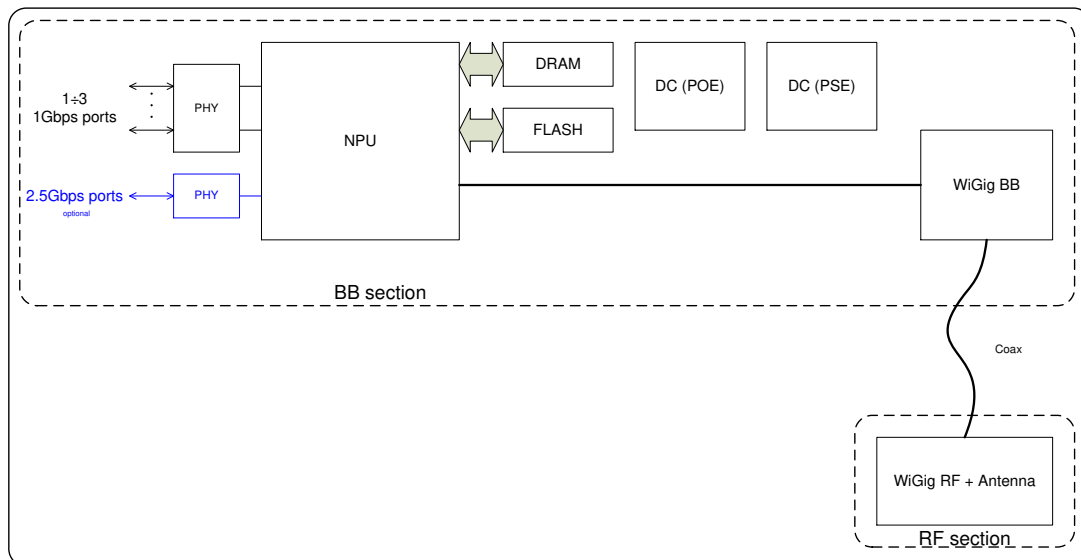 DRAM
DC (POE)
DC (PSE)
1÷3
1Gbps ports
PHY
NPU
FLASH
2.5Gbps ports
optional
PHY
WiGig BB
BB section
Coax
WiGig RF + Antenna
RF section